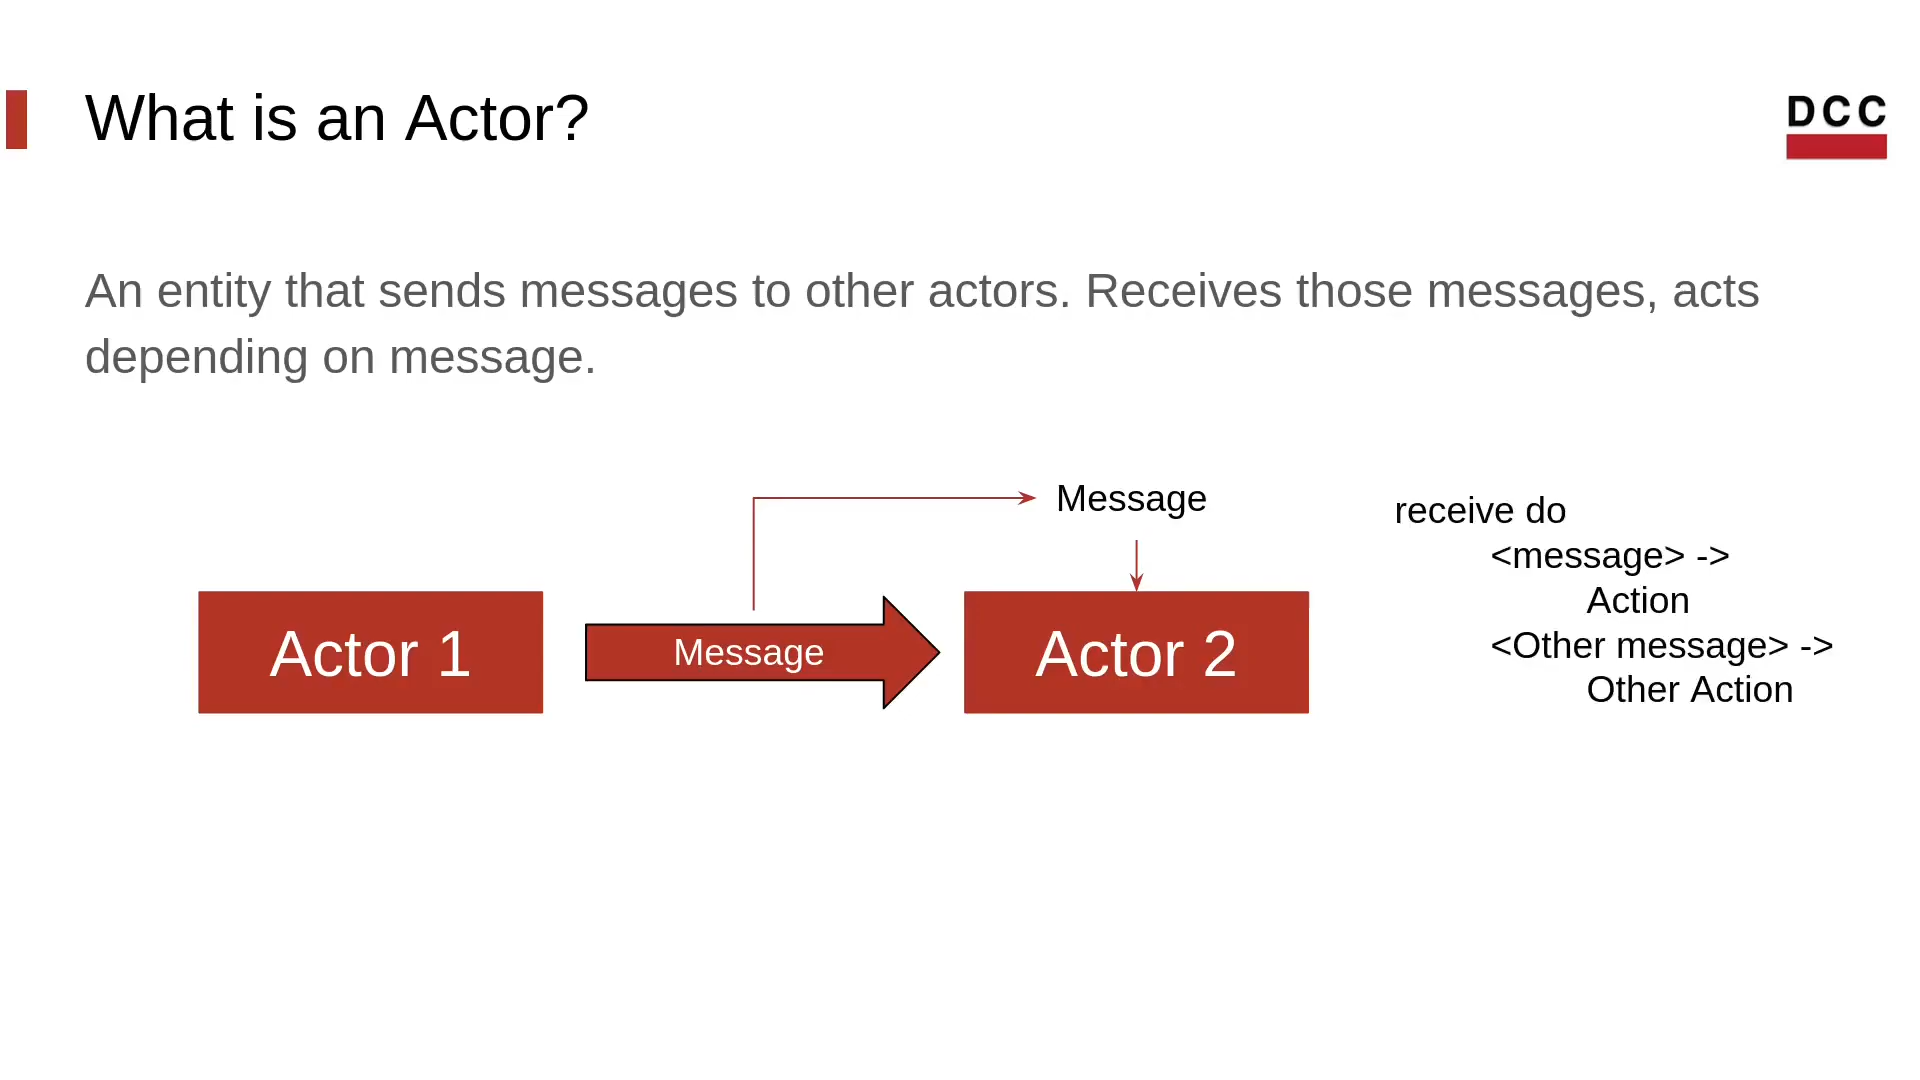 What is an Actor?
DCC
An entity that sends messages to other actors. Receives those messages, acts
depending on message.
Message
Actor 1
Message
Actor 2
receive do
<message> ->
Action
<Other message> ->
Other Action